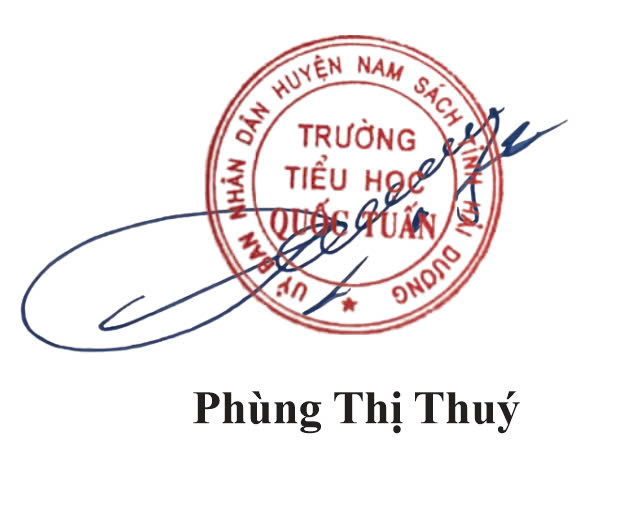 UỶ BAN NHÂN DÂN HUYỆN NAM SÁCH TỈNH HẢI DƯƠNG
TRƯỜNG
TIỂU HỌC
QUỐC TUẤN
Phùng Thị Thuý